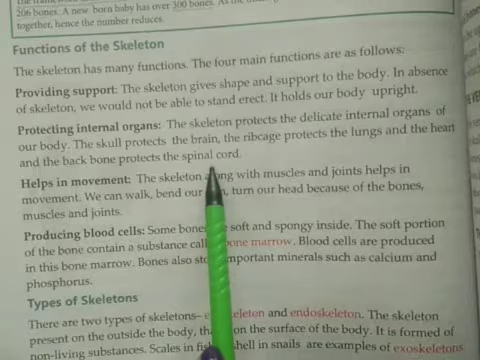 206 bones. A new born baby has over 300 bones. As the
together, hence the number reduces.
Functions of the Skeleton
The skeleton has many functions. The four main functions are as follows:
Providing support: The skeleton gives shape and support to the body. In absence
of skeleton, we would not be able to stand erect. It holds our body upright.
Protecting internal organs: The skeleton protects the delicate internal organs of
our body. The skull protects the brain, the ribcage protects the lungs and the heart
and the back bone protects the spinal cord.
Helps in movement: The skeleton along with muscles and joints helps in
movement. We can walk, bend our turn our head because of the bones,
muscles and joints.
Producing blood cells: Some bones soft and spongy inside. The soft portion
of the bone contain a substance bone marrow. Blood cells are produced
in this bone marrow. Bones also important minerals such as calcium and
phosphorus.
Types of Skeletons
There are two types of skeletons– and endoskeleton. The skeleton
present on the outside the body, on the surface of the body. It is formed of
non-living substances. Scales in shell in snails are examples of exoskeletons